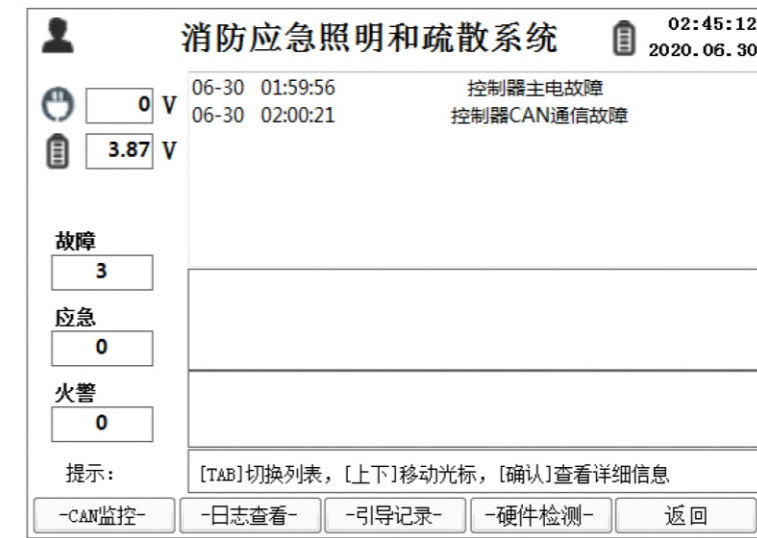 消防应急照明和疏散系统
02:45:12
2020.06.30
0 V
3.87 V
06-30 01:59:56 控制器主电故障
06-30 02:00:21 控制器CAN通信故障
故障
3
应急
0
火警
0
提示: [TAB]切换列表, [上下]移动光标, [确认]查看详细信息
-CAN监控- -日志查看- -引导记录- -硬件检测- 返回